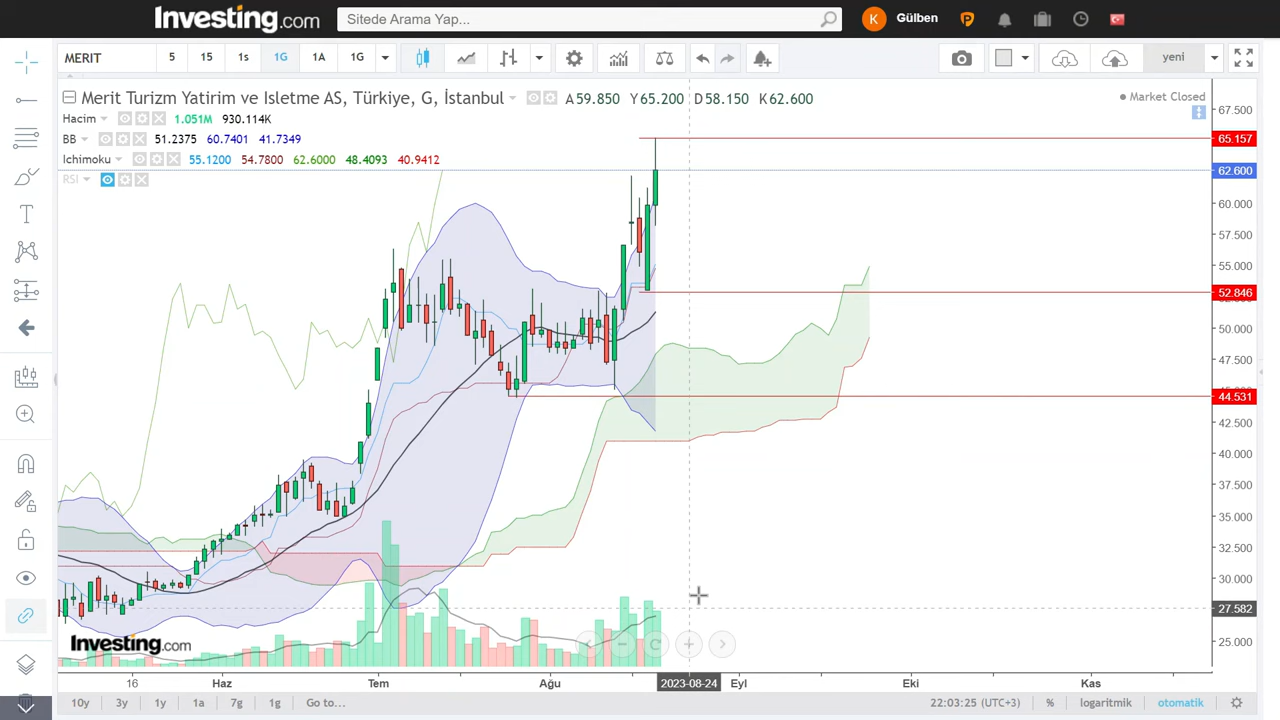 Investing.com
Sitede Arama Yap...
K Gülben
MERIT 5 15 1s 1G 1A 1G
yeni
Merit Turizm Yatirim ve Isletme AS, Türkiye, G, İstanbul A59.850 Y65.200 D58.150 K62.600
Market Closed
Hacim 1.051M 930.114K
BB 51.2375 60.7401 41.7349
Ichimoku 55.1200 54.7800 62.6000 48.4093 40.9412
RSI
67.500
65.157
62.600
60.000
57.500
55.000
52.846
50.000
47.500
44.531
42.500
40.000
37.500
35.000
32.500
30.000
27.582
25.000
Investing.com
16 Haz Tem Ağu 2023-08-24 Eyl Eki Kas
10y 3y 1y 1a 7g 1g Go to... 22:03:25 (UTC+3) % logaritmik otomatik